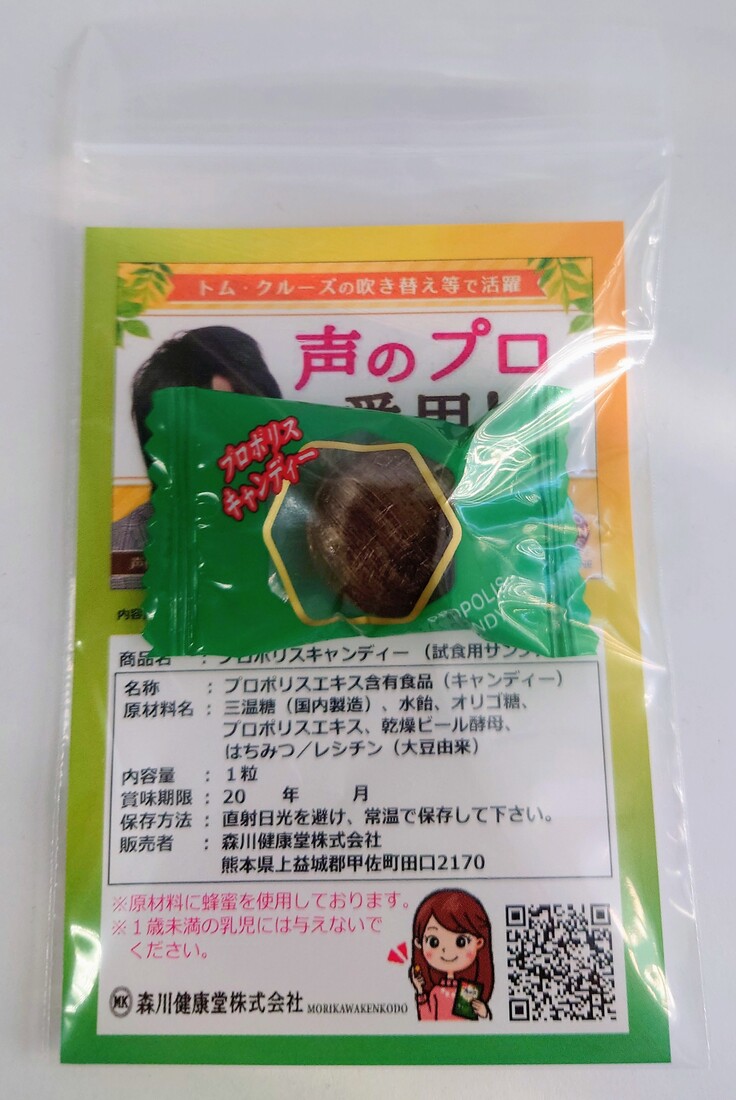 トム・クルーズの吹き替え等で活躍
声のプロ
プロポリス
キャンディー
内容
商品名 : プロポリスキャンディー (試食用サンプ
名称 : プロポリスエキス含有食品(キャンディー)
原材料名 : 三温糖(国内製造)、水飴、オリゴ糖、
プロポリスエキス、乾燥ビール酵母、
はちみつ/レシチン(大豆由来)
内容量 : 1粒
賞味期限 : 20 年 月
保存方法 : 直射日光を避け、常温で保存して下さい。
販売者 : 森川健康堂株式会社
熊本県上益城郡甲佐町田口2170
※原材料に蜂蜜を使用しております。
※1歳未満の乳児には与えないで
ください。
MK 森川健康堂株式会社 MORIKAWAKENKODO